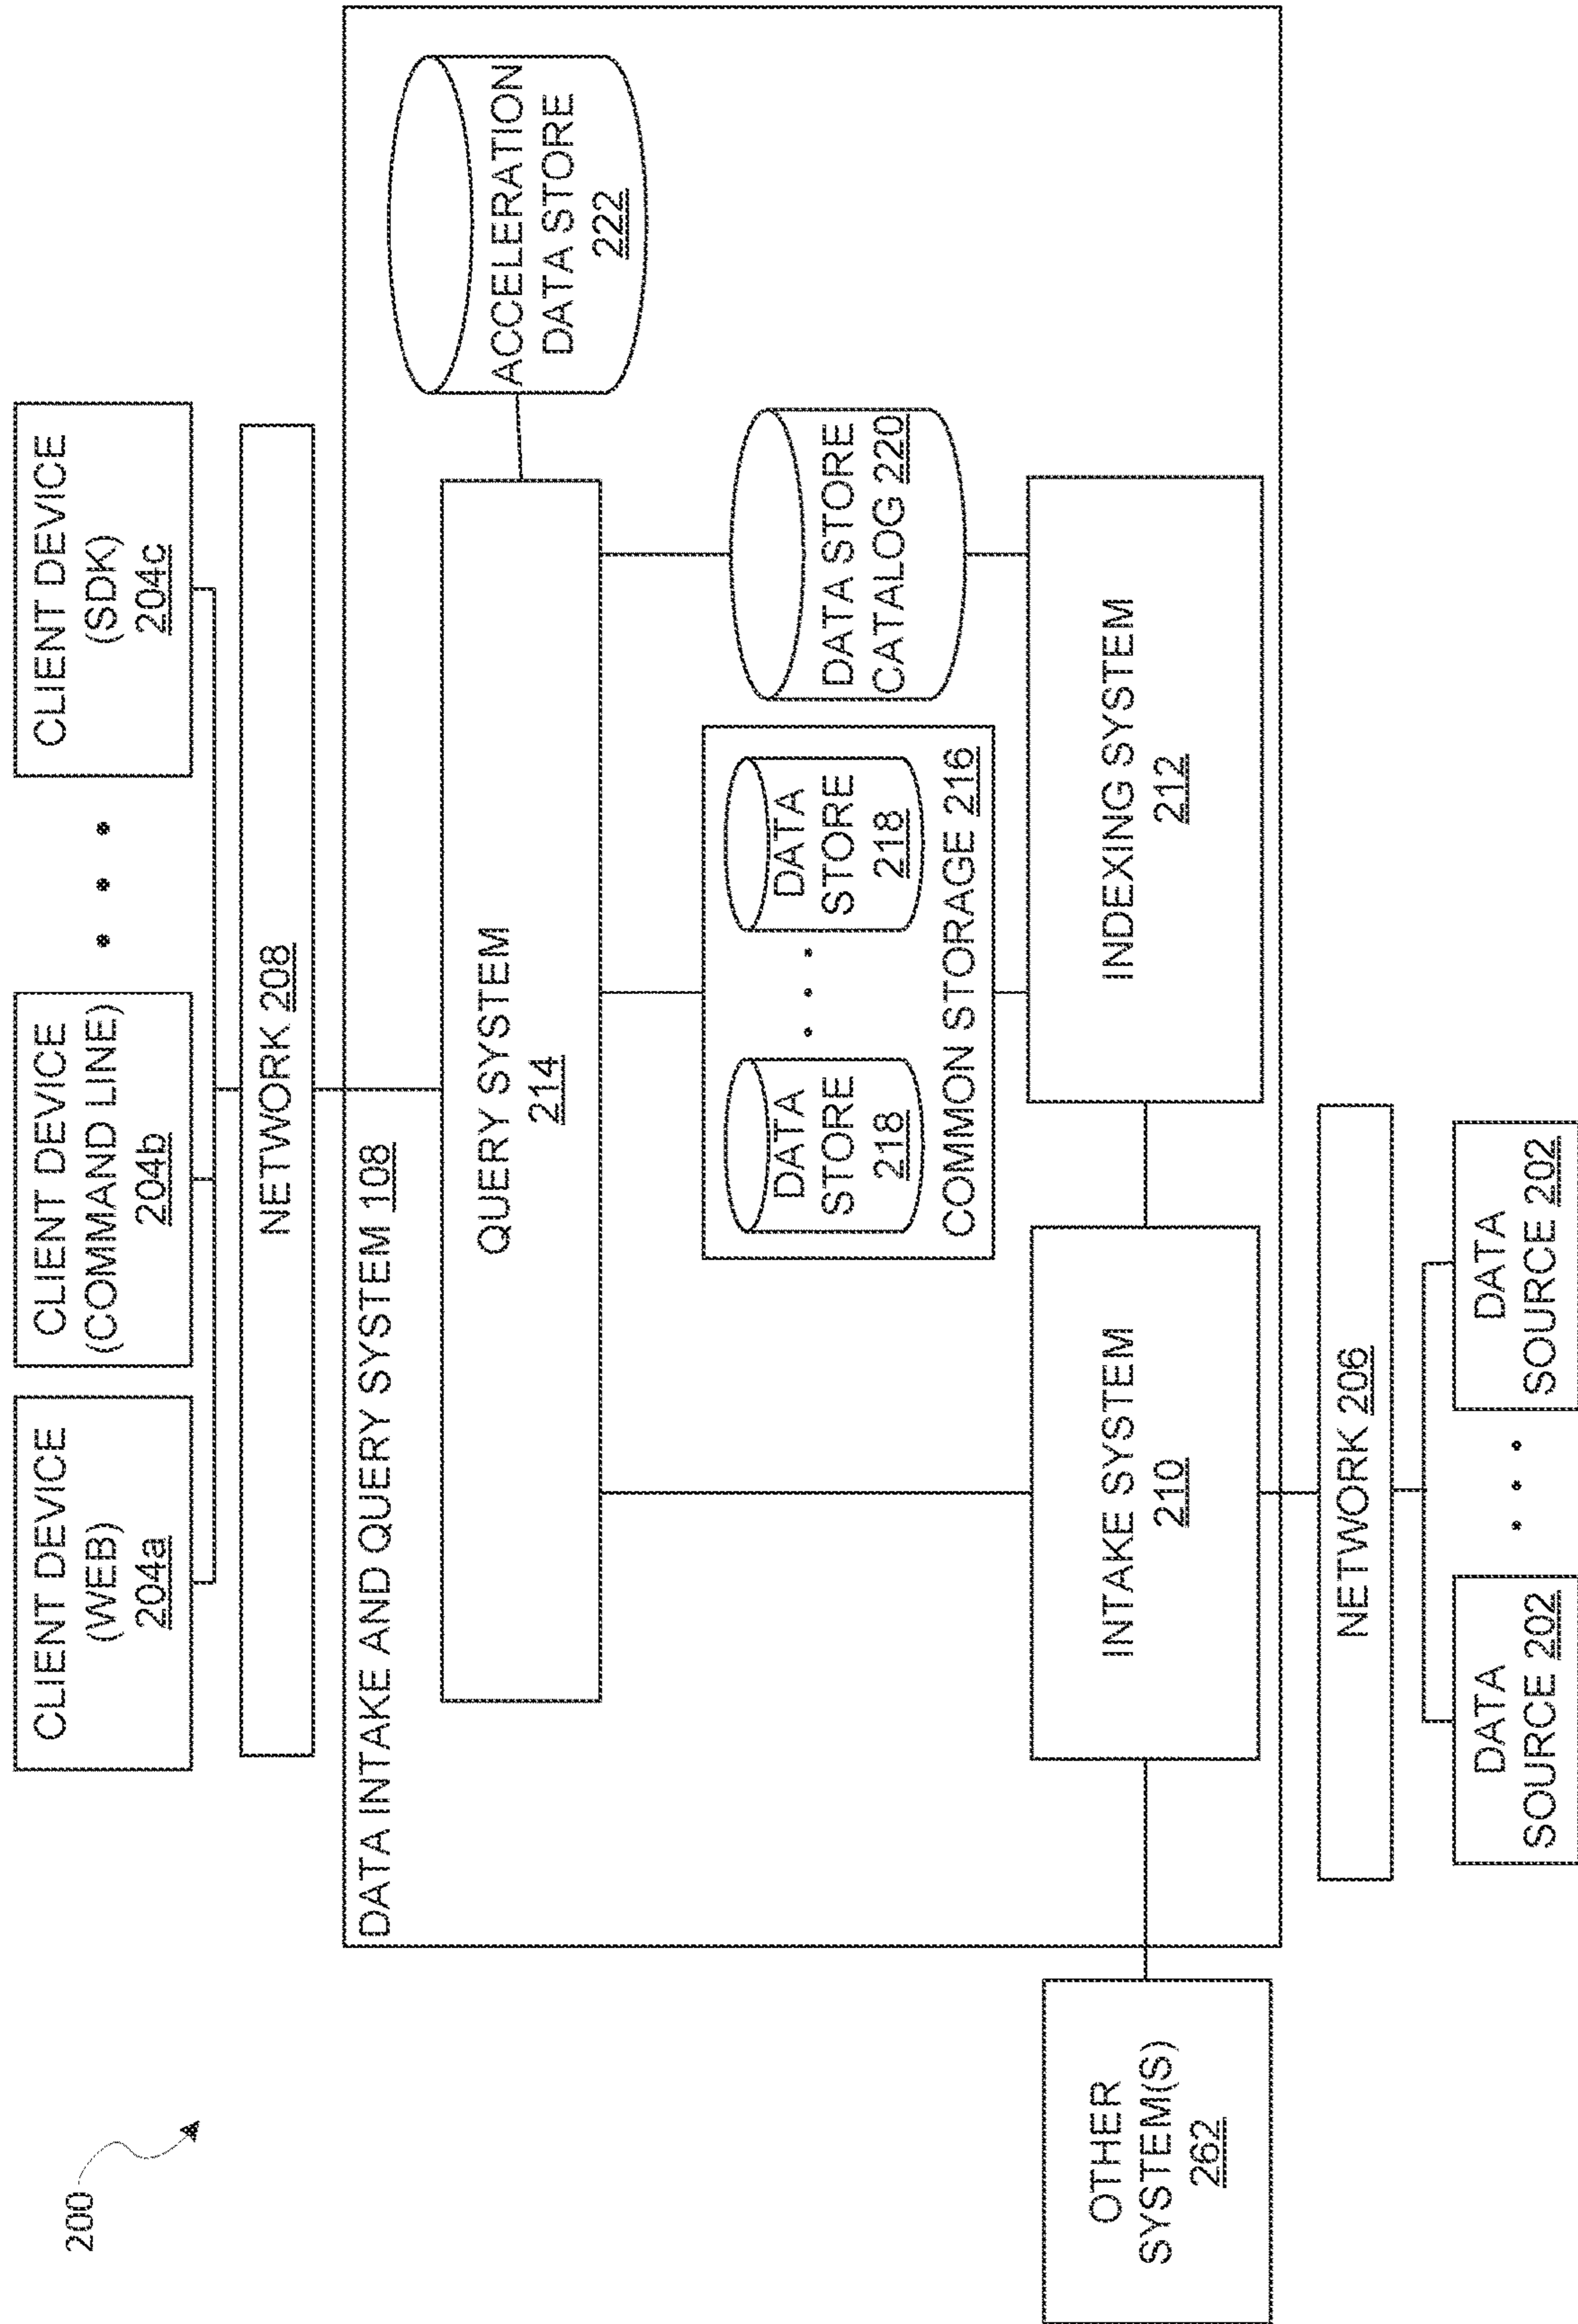 200
CLIENT DEVICE
(WEB)
204a
CLIENT DEVICE
(COMMAND LINE)
204b
CLIENT DEVICE
(SDK)
204c
NETWORK 208
DATA INTAKE AND QUERY SYSTEM 108
QUERY SYSTEM
214
ACCELERATION
DATA STORE
222
DATA
STORE
218
DATA
STORE
218
COMMON STORAGE 216
DATA STORE
CATALOG 220
OTHER
SYSTEM(S)
262
INTAKE SYSTEM
210
INDEXING SYSTEM
212
NETWORK 206
DATA
SOURCE 202
DATA
SOURCE 202